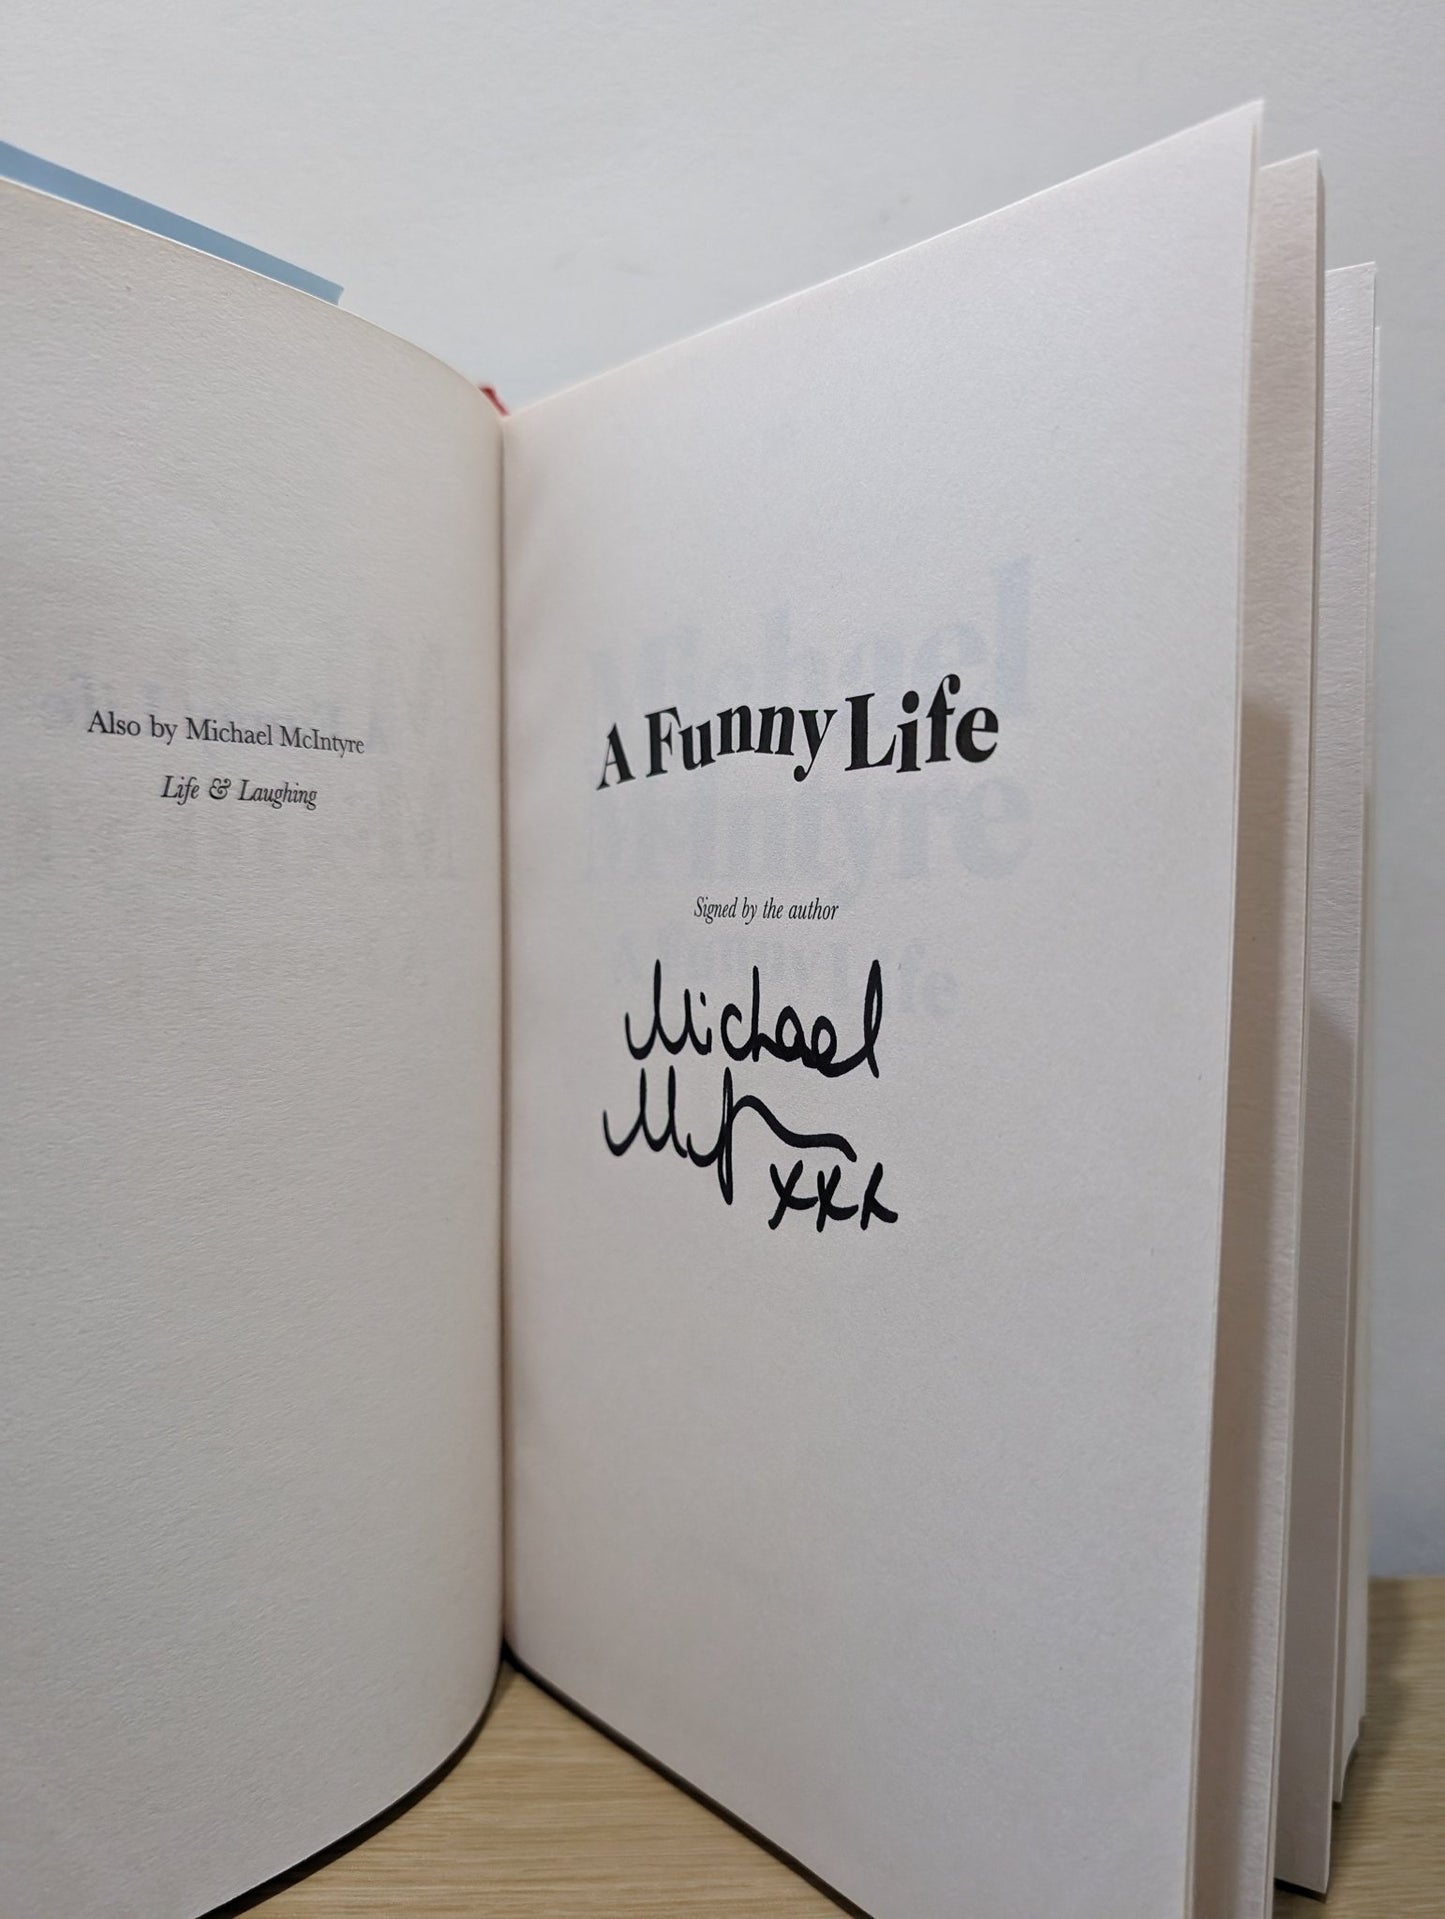 Also by Michael McIntyre
Life & Laughing
A Funny Life
Signed by the author
Michael
xxx